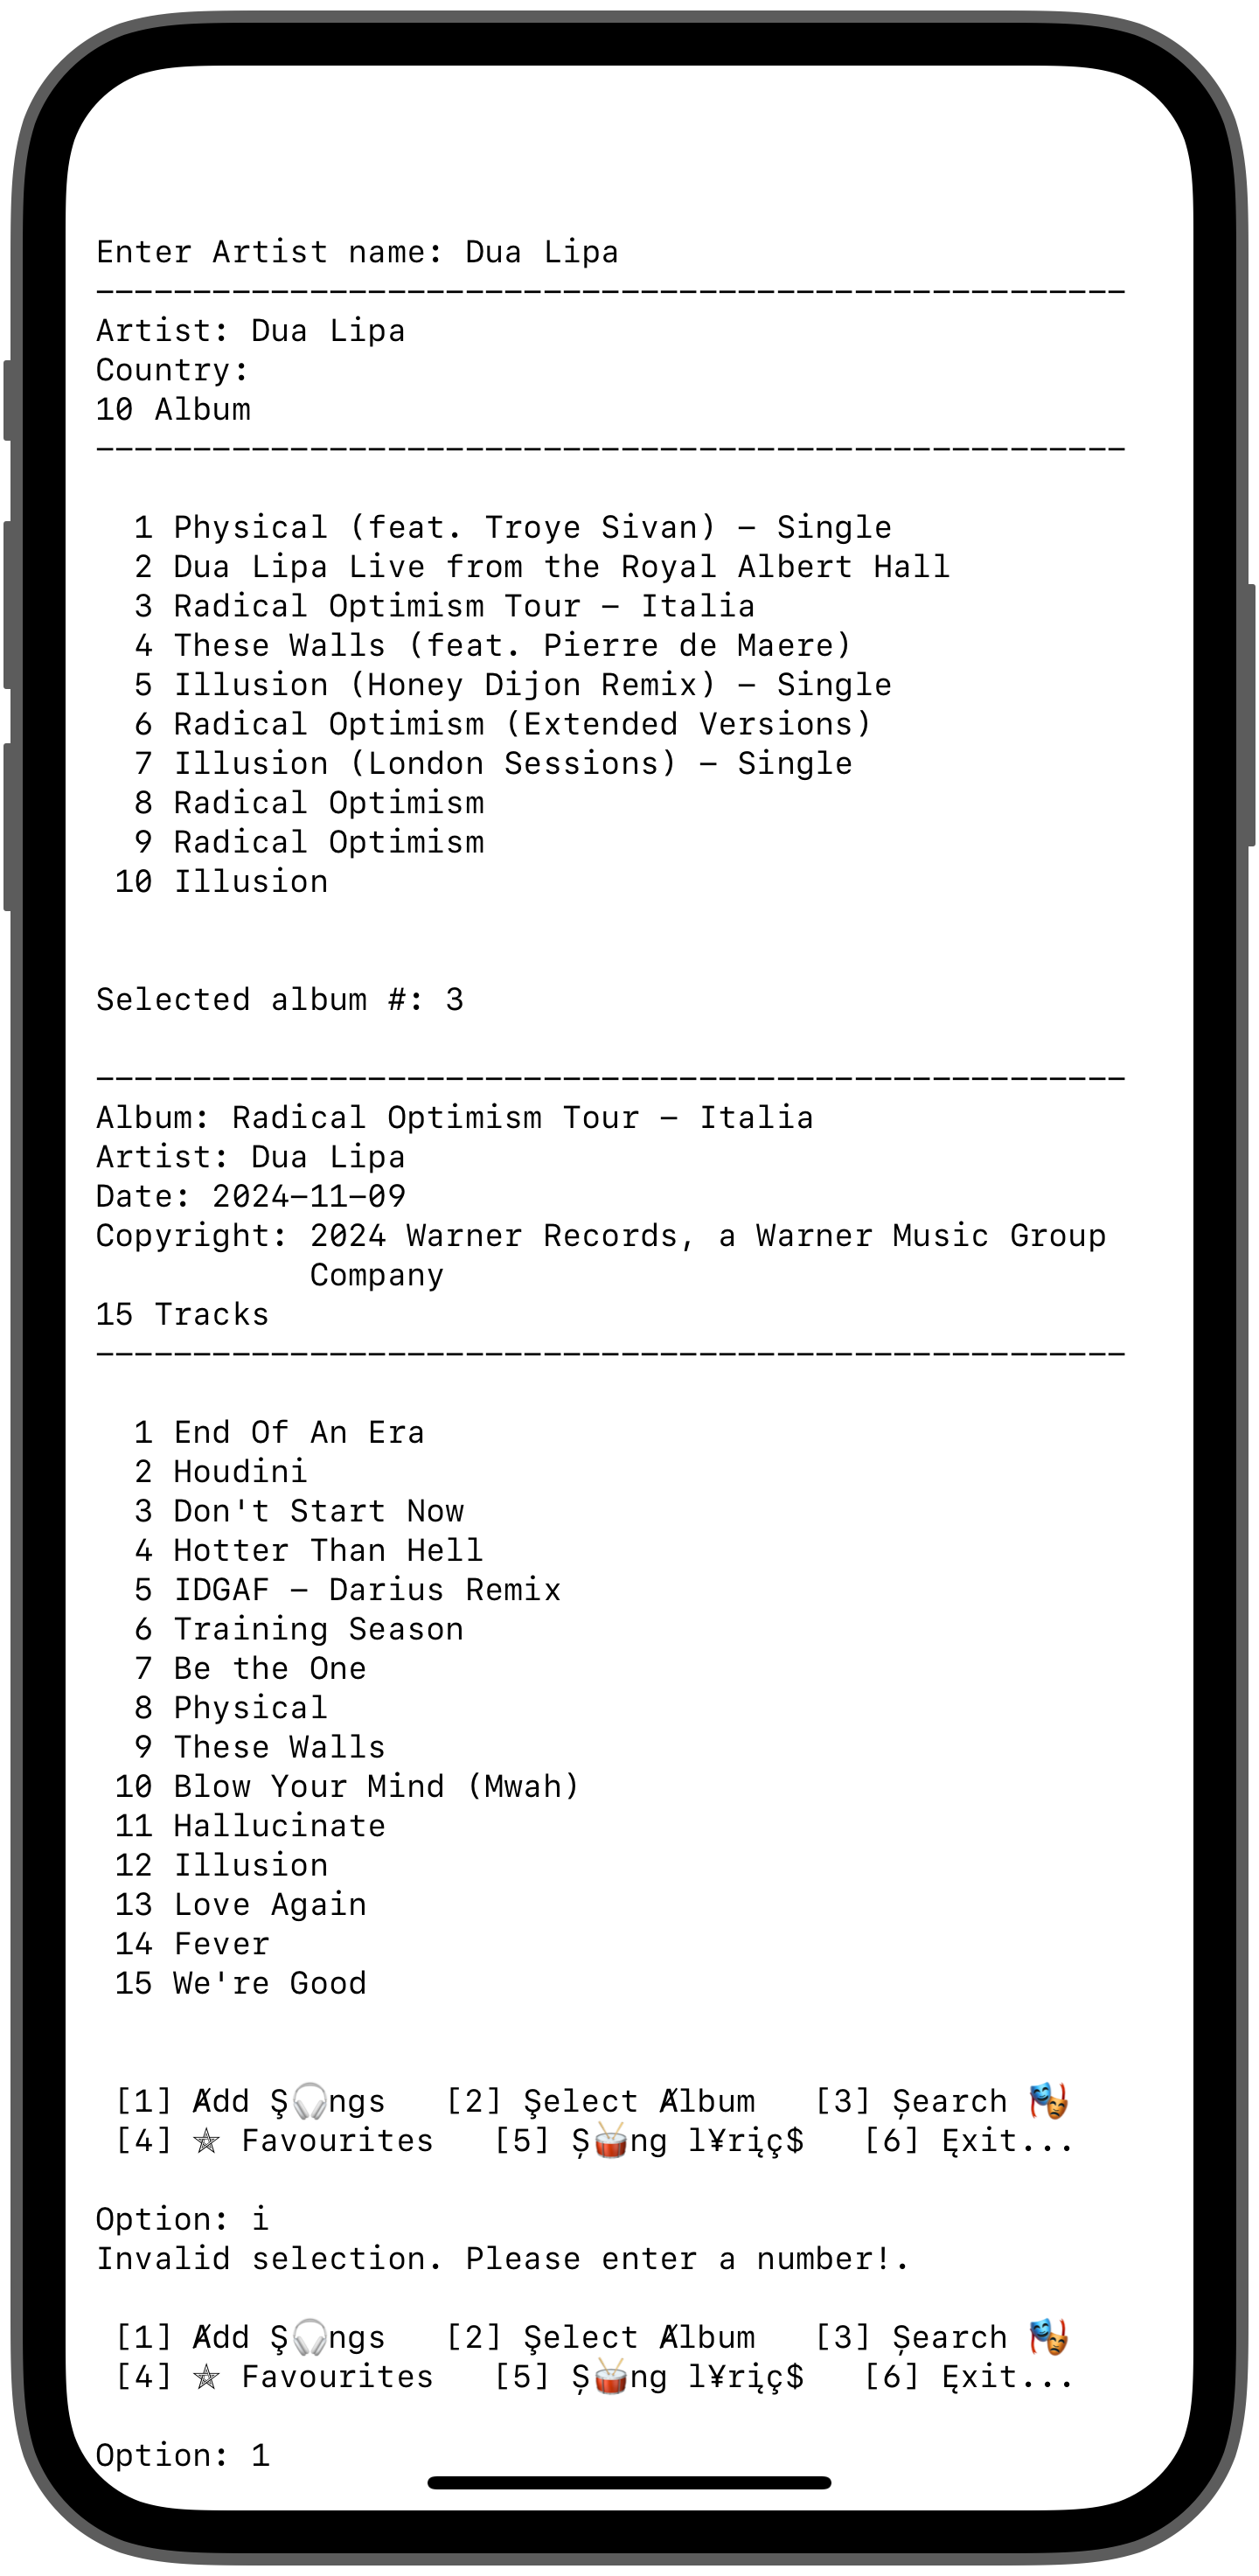 Enter Artist name: Dua Lipa
-----------------------------------------------------
Artist: Dua Lipa
Country:
10 Album
-----------------------------------------------------
1 Physical (feat. Troye Sivan) - Single
2 Dua Lipa Live from the Royal Albert Hall
3 Radical Optimism Tour - Italia
4 These Walls (feat. Pierre de Maere)
5 Illusion (Honey Dijon Remix) - Single
6 Radical Optimism (Extended Versions)
7 Illusion (London Sessions) - Single
8 Radical Optimism
9 Radical Optimism
10 Illusion
Selected album #: 3
-----------------------------------------------------
Album: Radical Optimism Tour - Italia
Artist: Dua Lipa
Date: 2024-11-09
Copyright: 2024 Warner Records, a Warner Music Group
Company
15 Tracks
-----------------------------------------------------
1 End Of An Era
2 Houdini
3 Don't Start Now
4 Hotter Than Hell
5 IDGAF - Darius Remix
6 Training Season
7 Be the One
8 Physical
9 These Walls
10 Blow Your Mind (Mwah)
11 Hallucinate
12 Illusion
13 Love Again
14 Fever
15 We're Good
[1] Ⱥdd Ş🎧ngs [2] Şelect Ⱥlbum [3] Șearch 🎭
[4] ⛤ Favourites [5] Ș🥁ng l¥rįç$ [6] Ęxit...
Option: i
Invalid selection. Please enter a number!.
[1] Ⱥdd Ş🎧ngs [2] Şelect Ⱥlbum [3] Șearch 🎭
[4] ⛤ Favourites [5] Ș🥁ng l¥rįç$ [6] Ęxit...
Option: 1